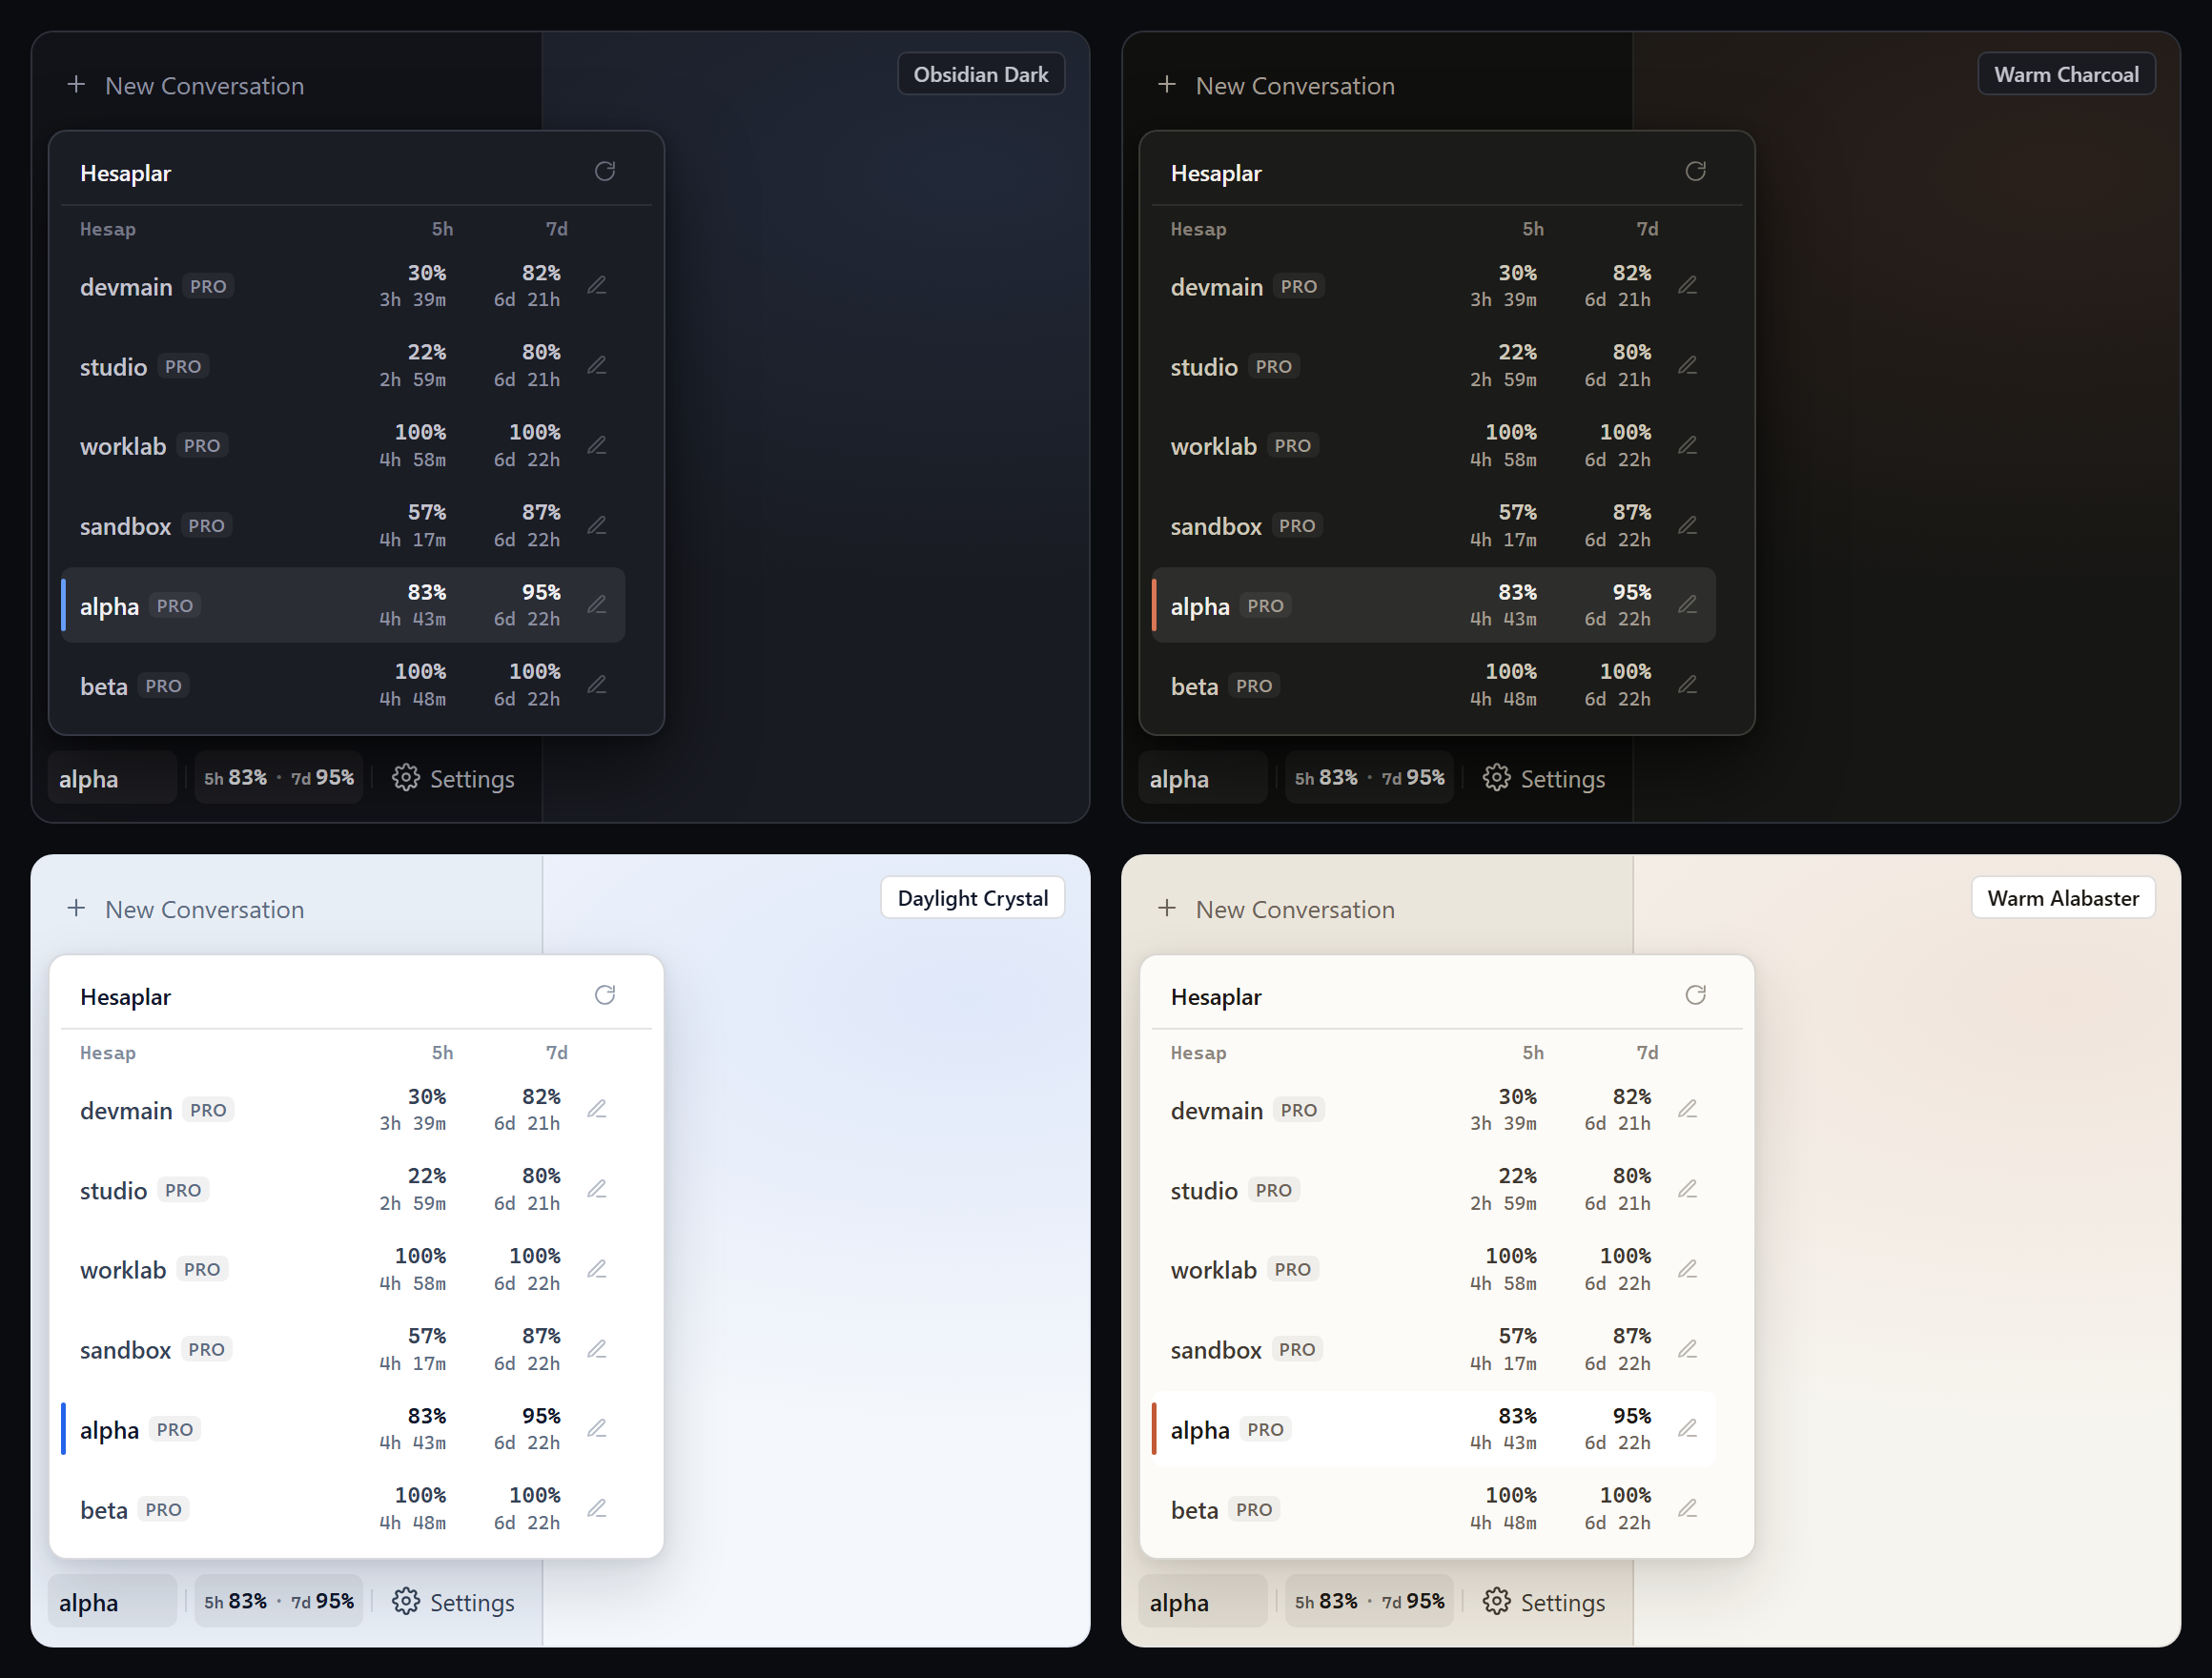 New Conversation
Obsidian Dark
Hesaplar
Hesap 5h 7d
devmain PRO 30% 82%
3h 39m 6d 21h
studio PRO 22% 80%
2h 59m 6d 21h
worklab PRO 100% 100%
4h 58m 6d 22h
sandbox PRO 57% 87%
4h 17m 6d 22h
alpha PRO 83% 95%
4h 43m 6d 22h
beta PRO 100% 100%
4h 48m 6d 22h
alpha 5h 83% · 7d 95% Settings
New Conversation
Warm Charcoal
Hesaplar
Hesap 5h 7d
devmain PRO 30% 82%
3h 39m 6d 21h
studio PRO 22% 80%
2h 59m 6d 21h
worklab PRO 100% 100%
4h 58m 6d 22h
sandbox PRO 57% 87%
4h 17m 6d 22h
alpha PRO 83% 95%
4h 43m 6d 22h
beta PRO 100% 100%
4h 48m 6d 22h
alpha 5h 83% · 7d 95% Settings
New Conversation
Daylight Crystal
Hesaplar
Hesap 5h 7d
devmain PRO 30% 82%
3h 39m 6d 21h
studio PRO 22% 80%
2h 59m 6d 21h
worklab PRO 100% 100%
4h 58m 6d 22h
sandbox PRO 57% 87%
4h 17m 6d 22h
alpha PRO 83% 95%
4h 43m 6d 22h
beta PRO 100% 100%
4h 48m 6d 22h
alpha 5h 83% · 7d 95% Settings
New Conversation
Warm Alabaster
Hesaplar
Hesap 5h 7d
devmain PRO 30% 82%
3h 39m 6d 21h
studio PRO 22% 80%
2h 59m 6d 21h
worklab PRO 100% 100%
4h 58m 6d 22h
sandbox PRO 57% 87%
4h 17m 6d 22h
alpha PRO 83% 95%
4h 43m 6d 22h
beta PRO 100% 100%
4h 48m 6d 22h
alpha 5h 83% · 7d 95% Settings